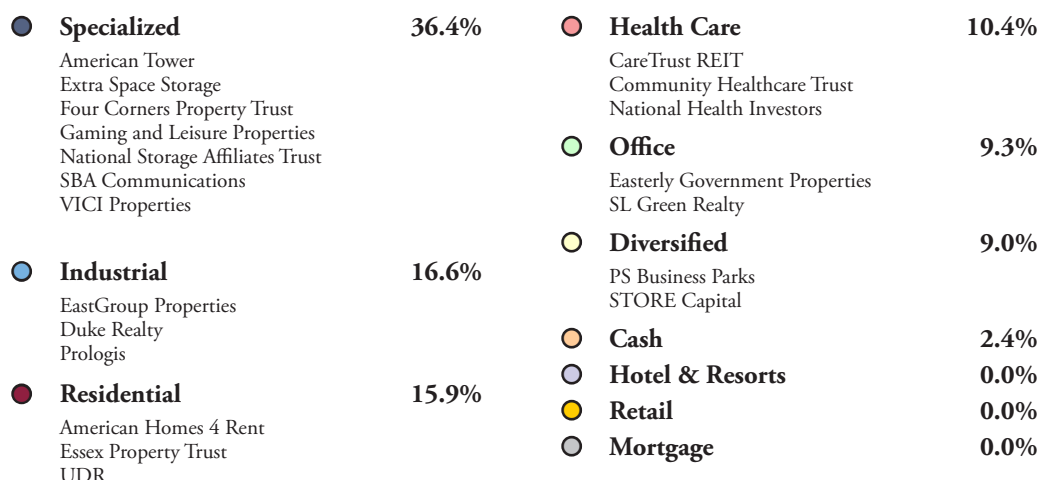 Specialized 36.4%
American Tower
Extra Space Storage
Four Corners Property Trust
Gaming and Leisure Properties
National Storage Affiliates Trust
SBA Communications
VICI Properties
Industrial 16.6%
EastGroup Properties
Duke Realty
Prologis
Residential 15.9%
American Homes 4 Rent
Essex Property Trust
UDR
Health Care 10.4%
CareTrust REIT
Community Healthcare Trust
National Health Investors
Office 9.3%
Easterly Government Properties
SL Green Realty
Diversified 9.0%
PS Business Parks
STORE Capital
Cash 2.4%
Hotel & Resorts 0.0%
Retail 0.0%
Mortgage 0.0%